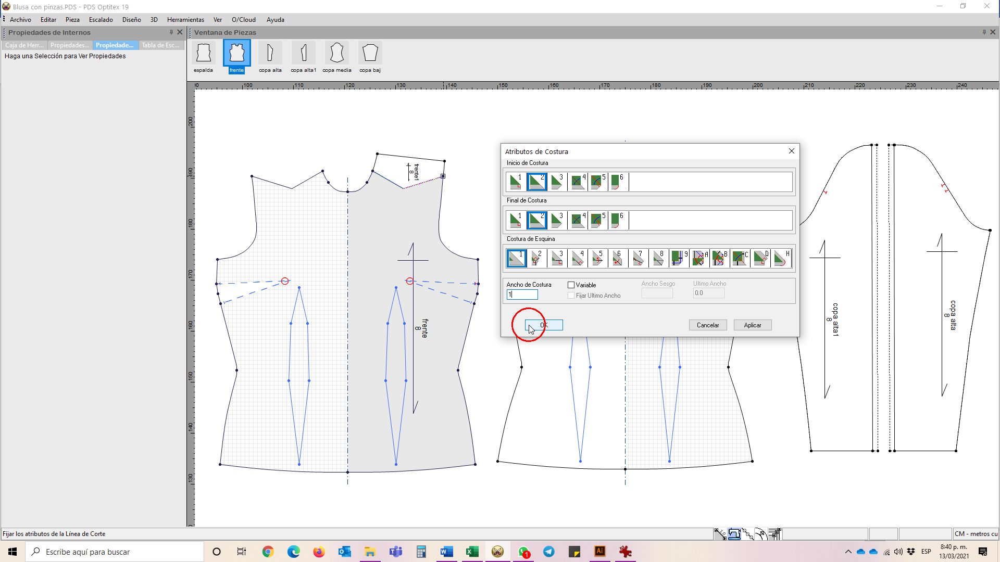 Blusa con pinzas.PDS - PDS Optitex 19
Archivo Editar Pieza Escalado Diseño 3D Herramientas Ver O/Cloud Ayuda
Propiedades de Internos
Ventana de Piezas
Caja de Herr... Propiedades... Propiedade... Tabla de Esc...
Haga una Selección para Ver Propiedades
espalda frente copa alta copa alta1 copa media copa baj
100 110 120 130 140 150 160 170 180 190 200 210 220 230 240
200
190
180
170
160
150
140
130
frente1
8
frente
8
Atributos de Costura
Inicio de Costura
1 2 3 4 5 6
Final de Costura
1 2 3 4 5 6
Costura de Esquina
1 2 3 4 5 6 7 8 9 A B C D H
Ancho de Costura
1
Variable
Fijar Ultimo Ancho
Ancho Sesgo
Ultimo Ancho
0.0
OK Cancelar Aplicar
copa alta1
8
copa alta
8
Fijar los atributos de la Línea de Corte
CM - metros cu
Escribe aquí para buscar
1
ESP
8:40 p. m.
13/03/2021